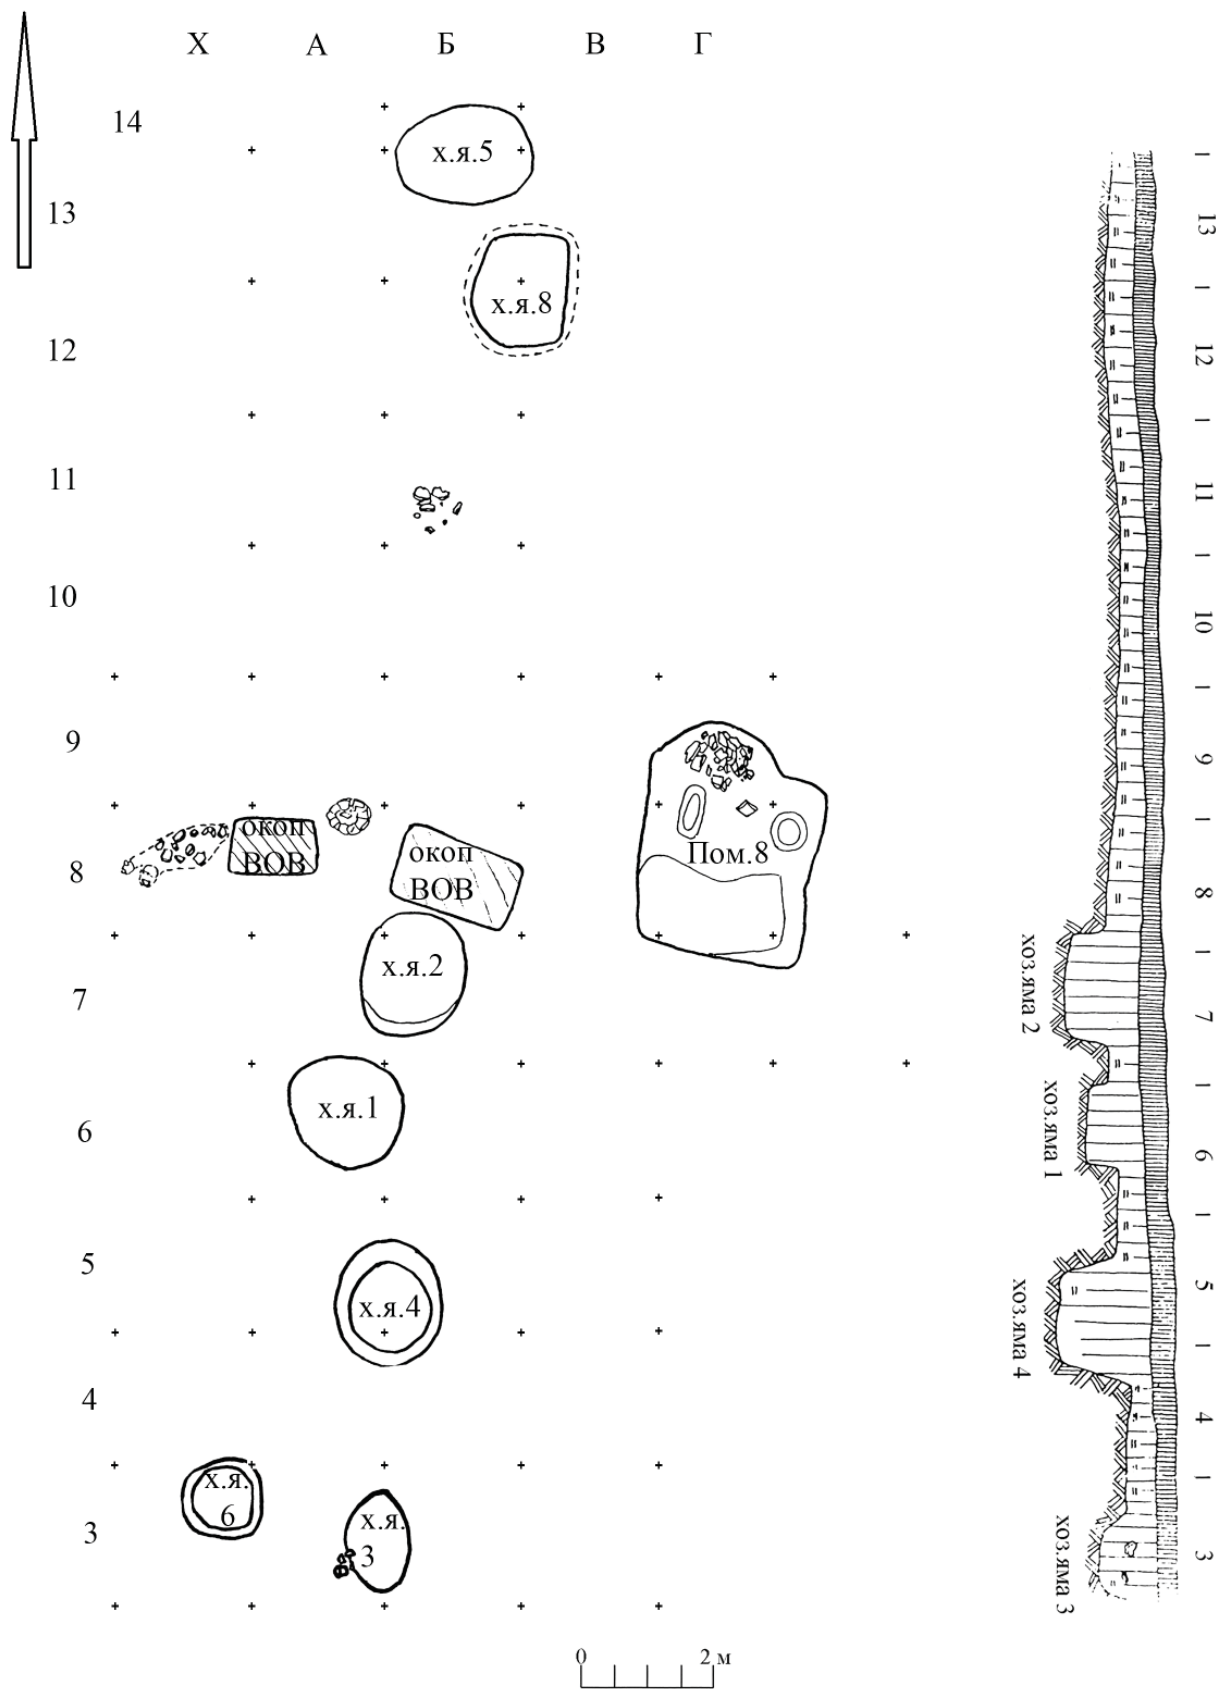 Х А Б В Г
14
х.я.5
13
х.я.8
12
11
10
9
окоп
ВОВ
окоп
ВОВ
Пом.8
8
х.я.2
7
х.я.1
6
5
х.я.4
4
х.я.
6
х.я.
3
3
0 2 м
13
12
11
10
9
8
хоз.яма 2
7
хоз.яма 1
6
5
хоз.яма 4
4
хоз.яма 3
3